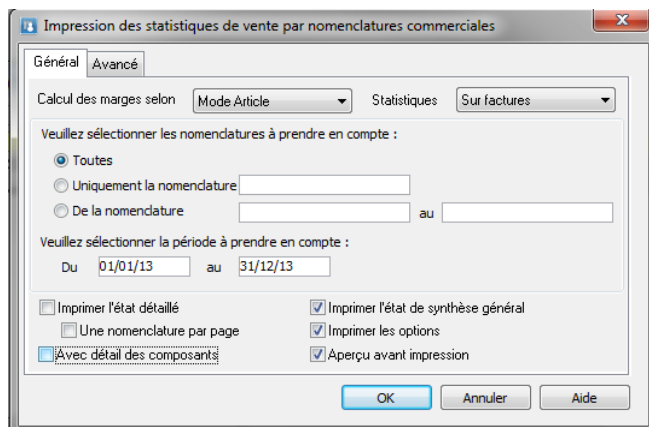 Impression des statistiques de vente par nomenclatures commerciales
Général Avancé
Calcul des marges selon Mode Article Statistiques Sur factures
Veuillez sélectionner les nomenclatures à prendre en compte :
Toutes
Uniquement la nomenclature
De la nomenclature au
Veuillez sélectionner la période à prendre en compte :
Du 01/01/13 au 31/12/13
Imprimer l'état détaillé Imprimer l'état de synthèse général
Une nomenclature par page Imprimer les options
Avec détail des composants Aperçu avant impression
OK Annuler Aide